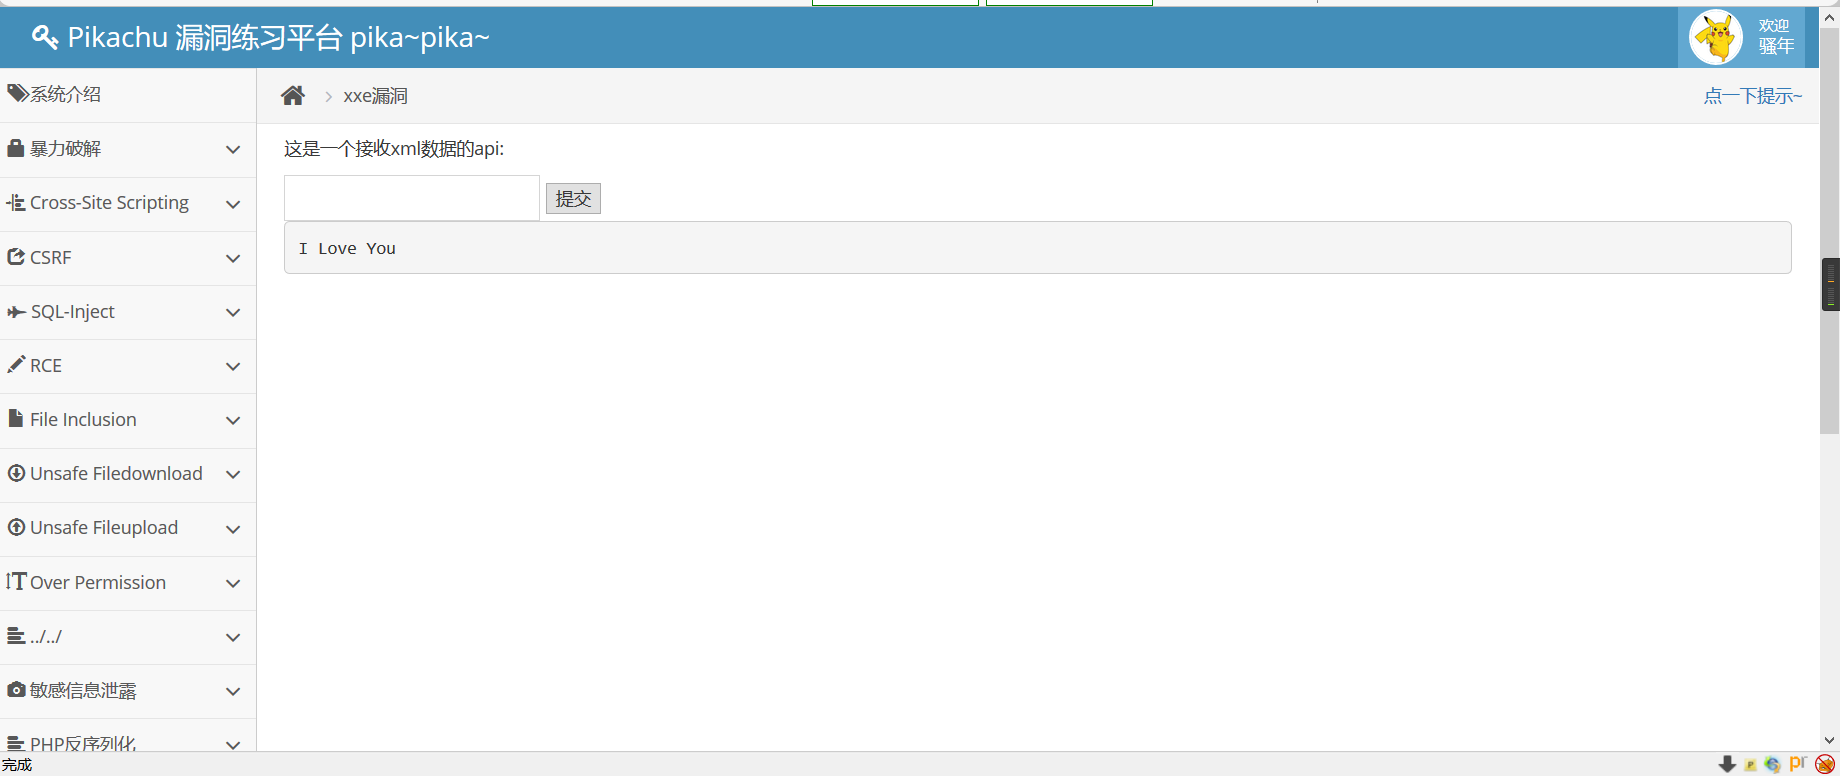 Pikachu 漏洞练习平台 pika~pika~
欢迎
骚年
系统介绍
暴力破解
Cross-Site Scripting
CSRF
SQL-Inject
RCE
File Inclusion
Unsafe Filedownload
Unsafe Fileupload
Over Permission
../../
敏感信息泄露
PHP反序列化
xxe漏洞
点一下提示~
这是一个接收xml数据的api:
提交
I Love You
完成